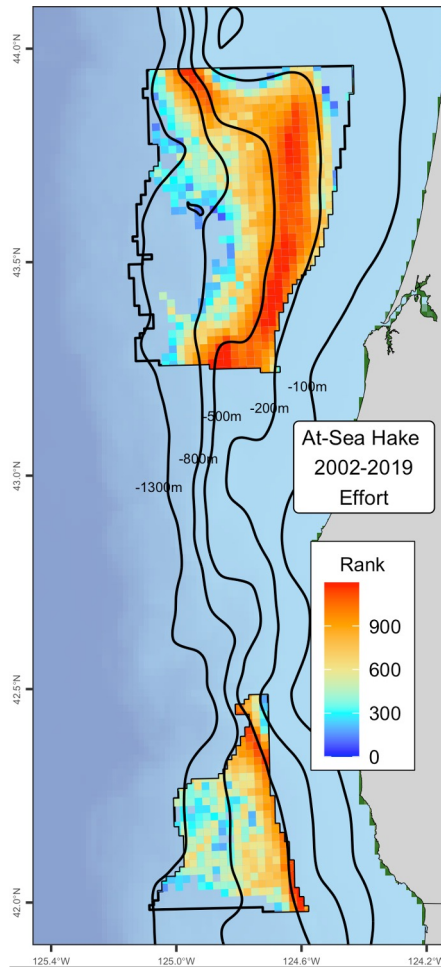 44.0°N
43.5°N
-100m
-200m
-500m
-800m
-1300m
43.0°N
At-Sea Hake
2002-2019
Effort
Rank
900
600
300
0
42.5°N
42.0°N
125.4°W
125.0°W
124.6°W
124.2°W